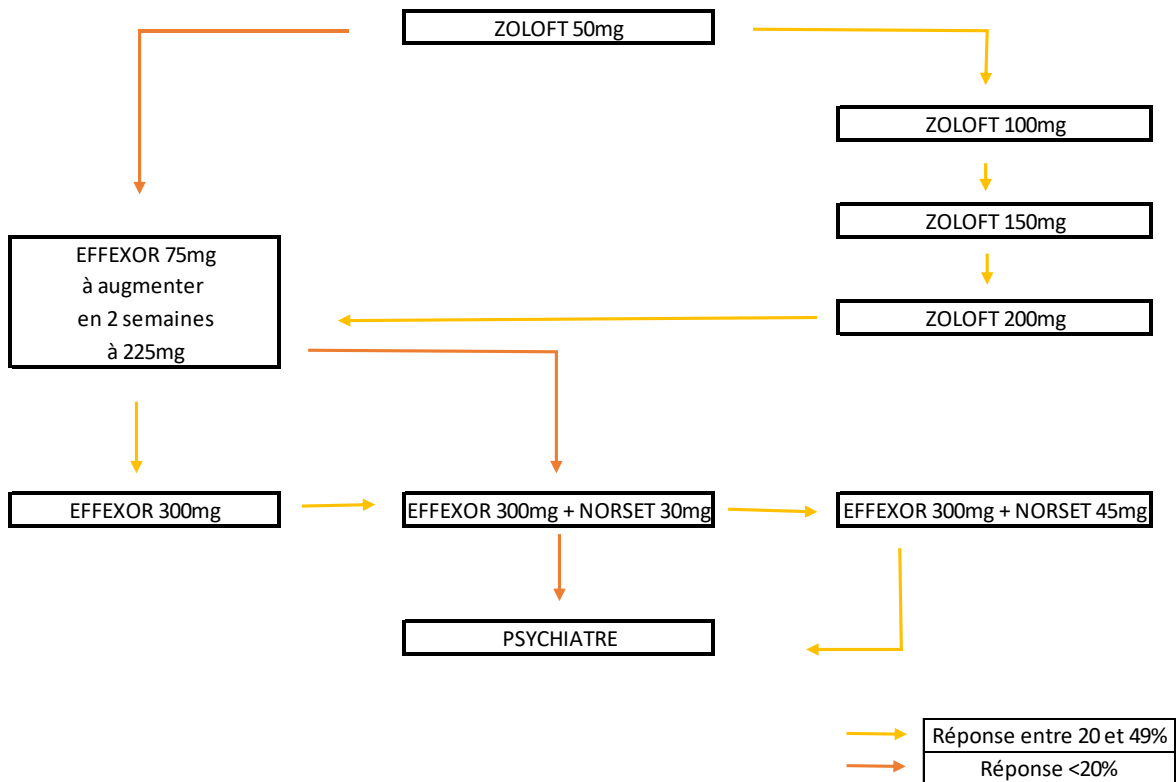 ZOLOFT 50mg
ZOLOFT 100mg
ZOLOFT 150mg
EFFEXOR 75mg
à augmenter
en 2 semaines
à 225mg
ZOLOFT 200mg
EFFEXOR 300mg
EFFEXOR 300mg + NORSET 30mg
EFFEXOR 300mg + NORSET 45mg
PSYCHIATRE
Réponse entre 20 et 49%
Réponse <20%